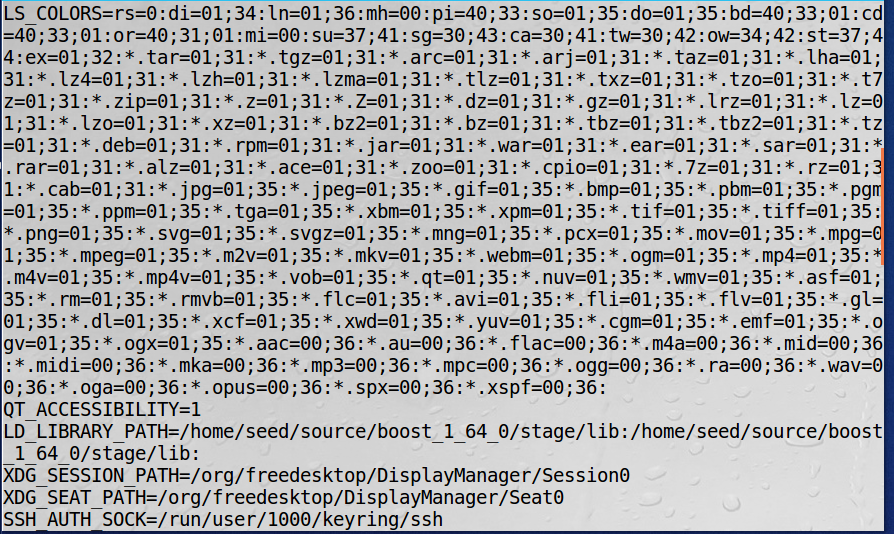 LS_COLORS=rs=0:di=01;34:ln=01;36:mh=00:pi=40;33:so=01;35:do=01;35:bd=40;33;01:cd
=40;33;01:or=40;31;01:mi=00:su=37;41:sg=30;43:ca=30;41:tw=30;42:ow=34;42:st=37;4
4:ex=01;32:*.tar=01;31:*.tgz=01;31:*.arc=01;31:*.arj=01;31:*.taz=01;31:*.lha=01;
31:*.lz4=01;31:*.lzh=01;31:*.lzma=01;31:*.tlz=01;31:*.txz=01;31:*.tzo=01;31:*.t7
z=01;31:*.zip=01;31:*.z=01;31:*.Z=01;31:*.dz=01;31:*.gz=01;31:*.lrz=01;31:*.lz=0
1;31:*.lzo=01;31:*.xz=01;31:*.bz2=01;31:*.bz=01;31:*.tbz=01;31:*.tbz2=01;31:*.tz
=01;31:*.deb=01;31:*.rpm=01;31:*.jar=01;31:*.war=01;31:*.ear=01;31:*.sar=01;31:*
.rar=01;31:*.alz=01;31:*.ace=01;31:*.zoo=01;31:*.cpio=01;31:*.7z=01;31:*.rz=01;3
1:*.cab=01;31:*.jpg=01;35:*.jpeg=01;35:*.gif=01;35:*.bmp=01;35:*.pbm=01;35:*.pgm
=01;35:*.ppm=01;35:*.tga=01;35:*.xbm=01;35:*.xpm=01;35:*.tif=01;35:*.tiff=01;35:
*.png=01;35:*.svg=01;35:*.svgz=01;35:*.mng=01;35:*.pcx=01;35:*.mov=01;35:*.mpg=0
1;35:*.mpeg=01;35:*.m2v=01;35:*.mkv=01;35:*.webm=01;35:*.ogm=01;35:*.mp4=01;35:*
.m4v=01;35:*.mp4v=01;35:*.vob=01;35:*.qt=01;35:*.nuv=01;35:*.wmv=01;35:*.asf=01;
35:*.rm=01;35:*.rmvb=01;35:*.flc=01;35:*.avi=01;35:*.fli=01;35:*.flv=01;35:*.gl=
01;35:*.dl=01;35:*.xcf=01;35:*.xwd=01;35:*.yuv=01;35:*.cgm=01;35:*.emf=01;35:*.o
gv=01;35:*.ogx=01;35:*.aac=00;36:*.au=00;36:*.flac=00;36:*.m4a=00;36:*.mid=00;36
:*.midi=00;36:*.mka=00;36:*.mp3=00;36:*.mpc=00;36:*.ogg=00;36:*.ra=00;36:*.wav=0
0;36:*.oga=00;36:*.opus=00;36:*.spx=00;36:*.xspf=00;36:
QT_ACCESSIBILITY=1
LD_LIBRARY_PATH=/home/seed/source/boost_1_64_0/stage/lib:/home/seed/source/boost
_1_64_0/stage/lib:
XDG_SESSION_PATH=/org/freedesktop/DisplayManager/Session0
XDG_SEAT_PATH=/org/freedesktop/DisplayManager/Seat0
SSH_AUTH_SOCK=/run/user/1000/keyring/ssh